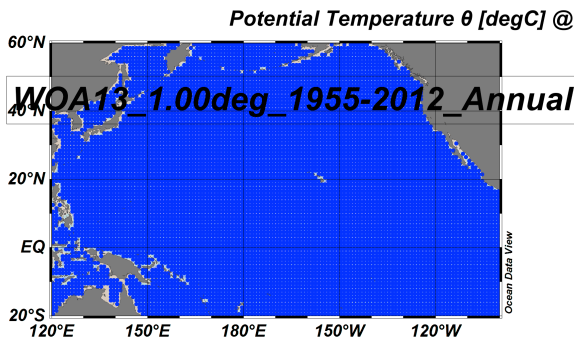 Potential Temperature θ [degC] @
60°N
WOA13_1.00deg_1955-2012_Annual
40°N
20°N
EQ
20°S
120°E 150°E 180°E 150°W 120°W
Ocean Data View